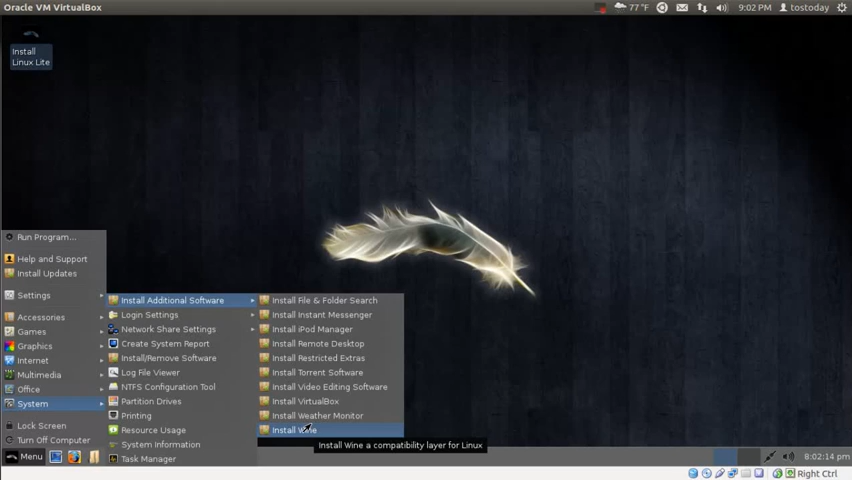 Oracle VM VirtualBox
77 °F
9:02 PM
tostoday
Install
Linux Lite
Run Program...
Help and Support
Install Updates
Settings
Accessories
Games
Graphics
Internet
Multimedia
Office
System
Lock Screen
Turn Off Computer
Install Additional Software
Login Settings
Network Share Settings
Create System Report
Install/Remove Software
Log File Viewer
NTFS Configuration Tool
Partition Drives
Printing
Resource Usage
System Information
Task Manager
Install File & Folder Search
Install Instant Messenger
Install iPod Manager
Install Remote Desktop
Install Restricted Extras
Install Torrent Software
Install Video Editing Software
Install VirtualBox
Install Weather Monitor
Install Wine
Install Wine a compatibility layer for Linux
Menu
8:02:14 pm
Right Ctrl